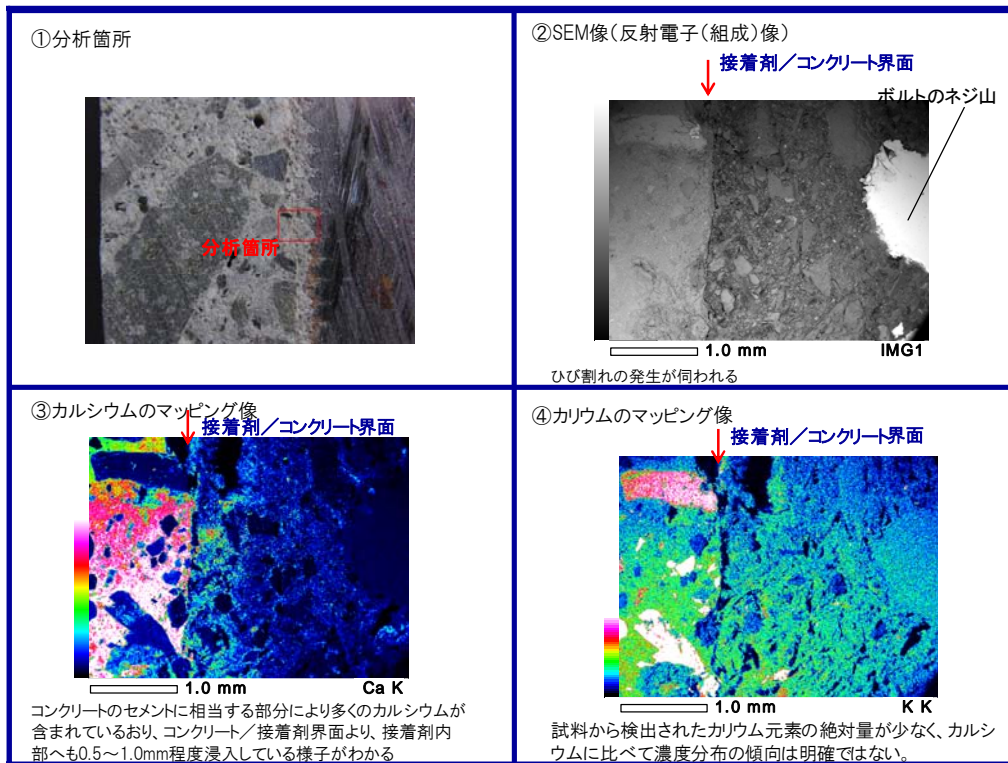 ①分析箇所
分析箇所
②SEM像(反射電子(組成)像)
接着剤/コンクリート界面
ボルトのネジ山
1.0 mm
IMG1
ひび割れの発生が伺われる
③カルシウムのマッピング像
接着剤/コンクリート界面
1.0 mm
Ca K
コンクリートのセメントに相当する部分により多くのカルシウムが
含まれているおり、コンクリート/接着剤界面より、接着剤内
部へも0.5~1.0mm程度浸入している様子がわかる
④カリウムのマッピング像
接着剤/コンクリート界面
1.0 mm
K K
試料から検出されたカリウム元素の絶対量が少なく、カルシ
ウムに比べて濃度分布の傾向は明確ではない。